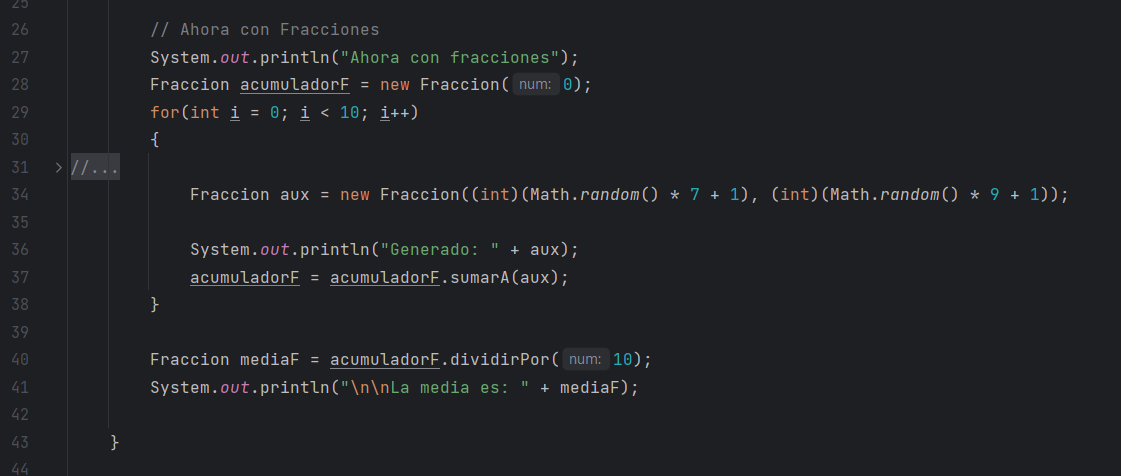 25
26 // Ahora con Fracciones
27 System.out.println("Ahora con fracciones");
28 Fraccion acumuladorF = new Fraccion( num: 0);
29 for(int i = 0; i < 10; i++)
30 {
31 //...
34 Fraccion aux = new Fraccion((int)(Math.random() * 7 + 1), (int)(Math.random() * 9 + 1));
35
36 System.out.println("Generado: " + aux);
37 acumuladorF = acumuladorF.sumarA(aux);
38 }
39
40 Fraccion mediaF = acumuladorF.dividirPor( num: 10);
41 System.out.println("\n\nLa media es: " + mediaF);
42
43 }
44